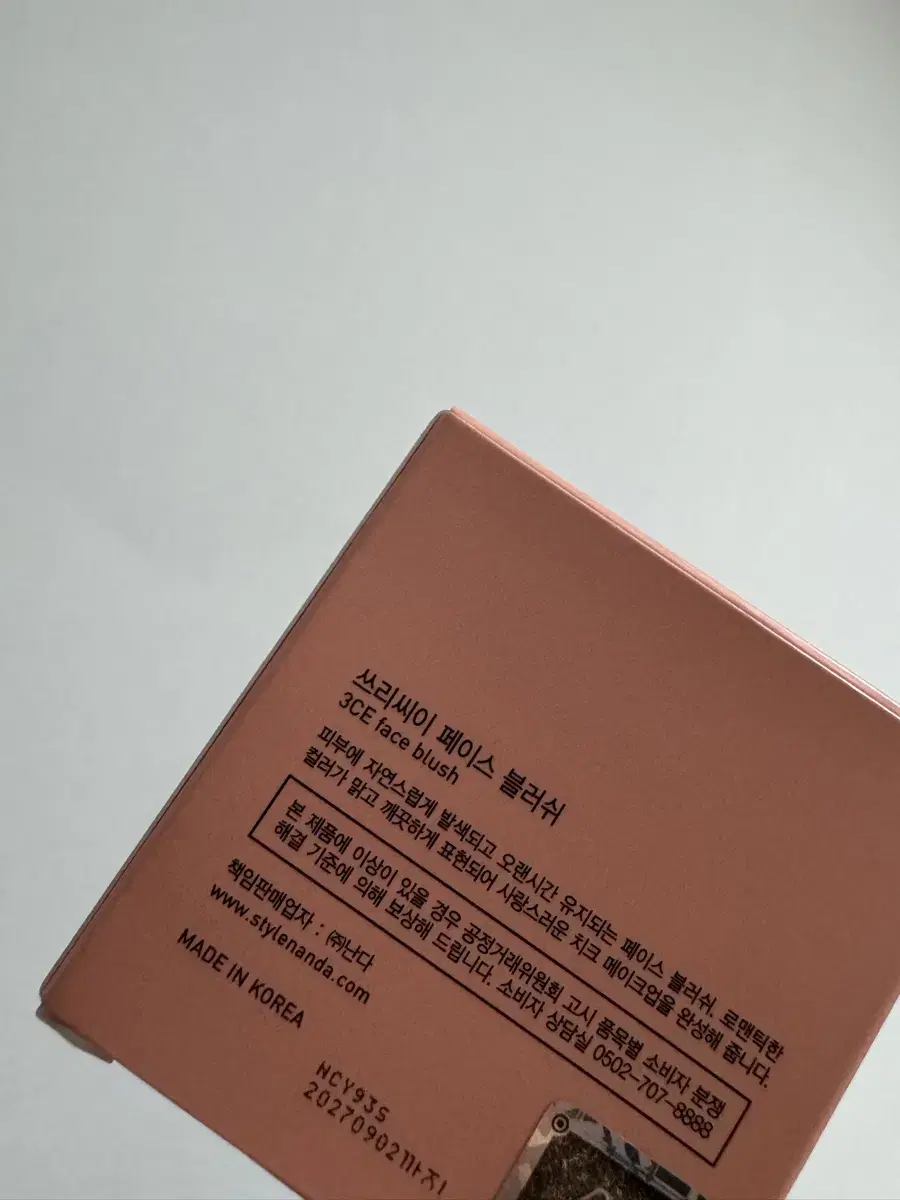 쓰리씨이 페이스 블러쉬
3CE face blush
피부에 자연스럽게 발색되고 오랜시간 유지되는 페이스 블러쉬. 로맨틱한
컬러가 맑고 깨끗하게 표현되어 사랑스러운 치크 메이크업을 완성해 줍니다.
본 제품에 이상이 있을 경우 공정거래위원회 고시 품목별 소비자 분쟁
해결 기준에 의해 보상해 드립니다. 소비자 상담실 0502-707-8888
책임판매업자 : ㈜난다
www.stylenanda.com
MADE IN KOREA
NCY93S
20270902까지